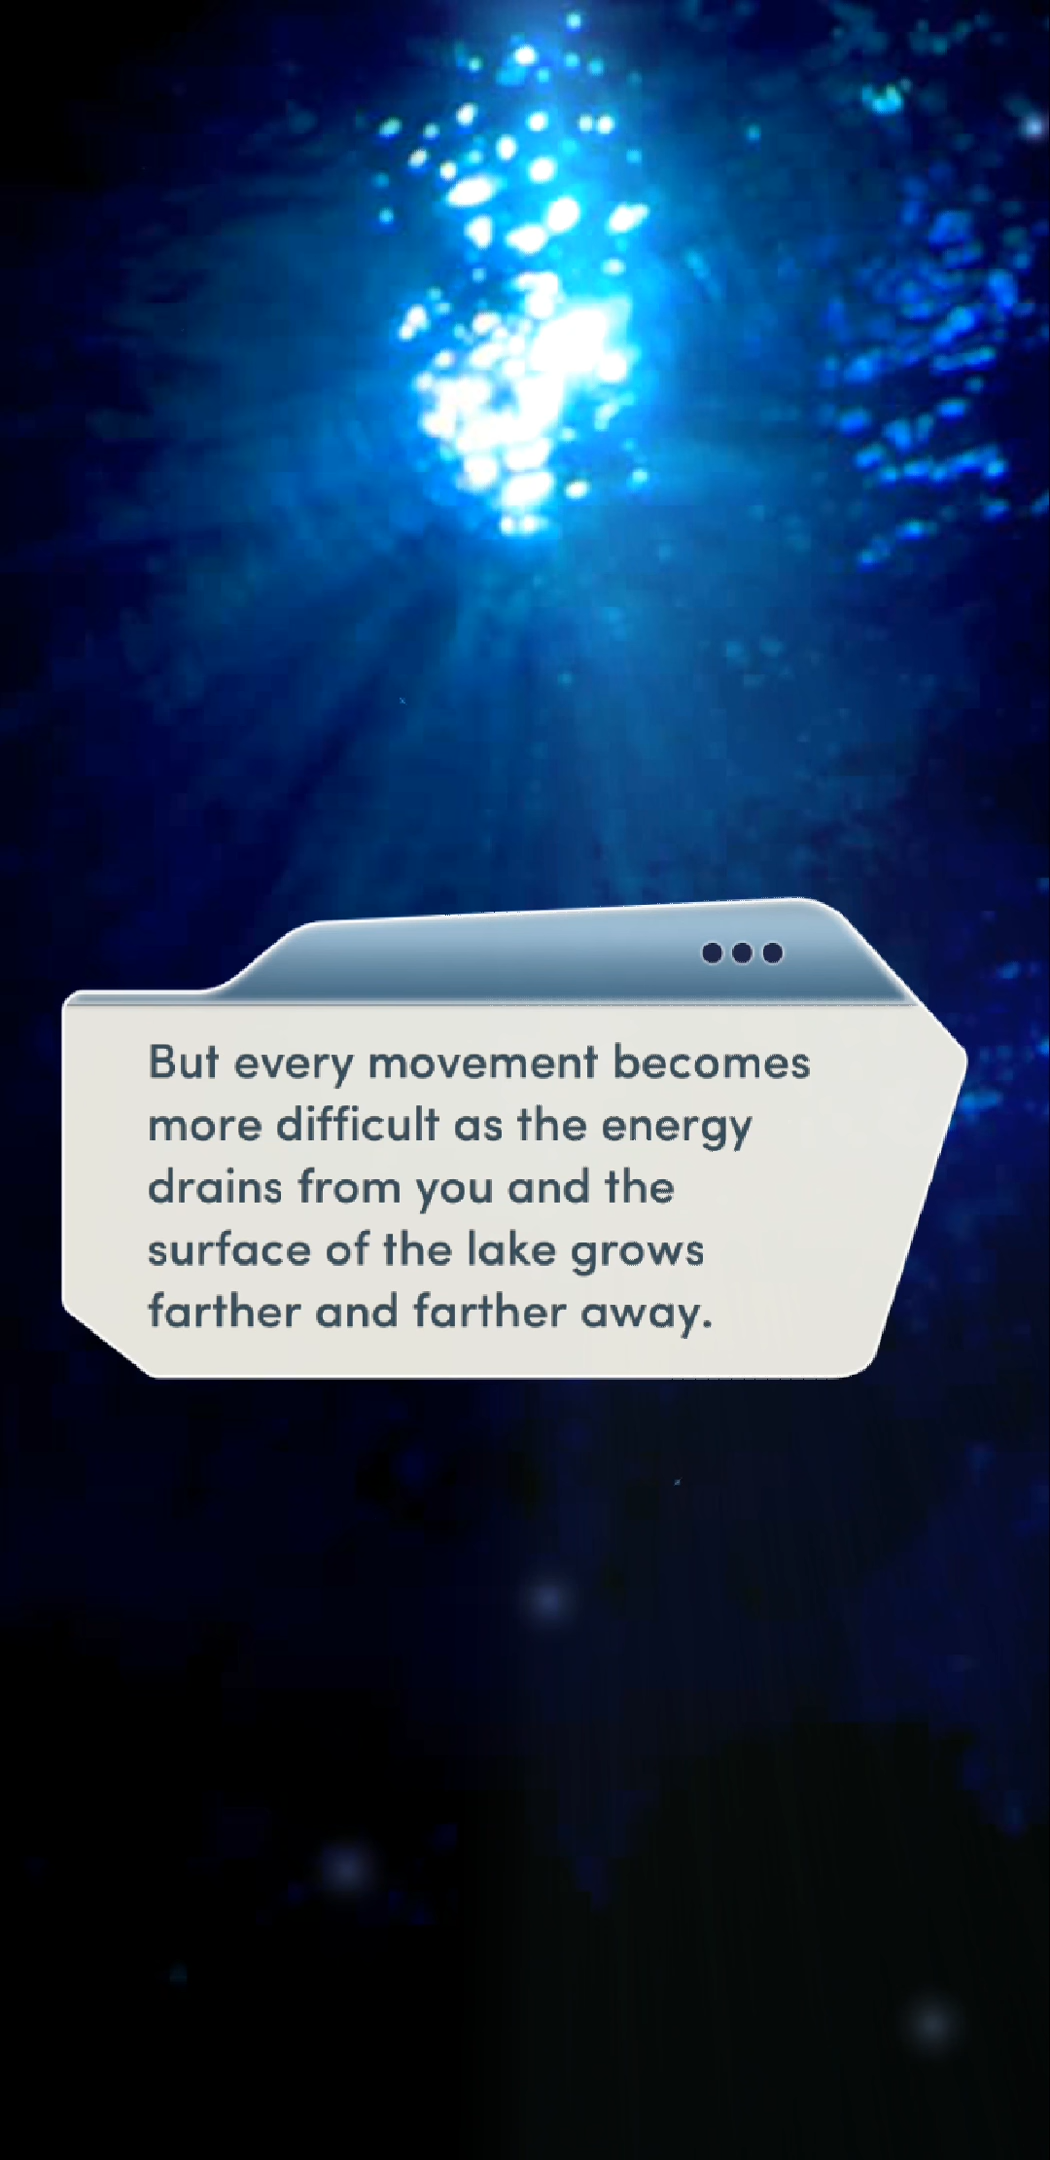 But every movement becomes
more difficult as the energy
drains from you and the
surface of the lake grows
farther and farther away.